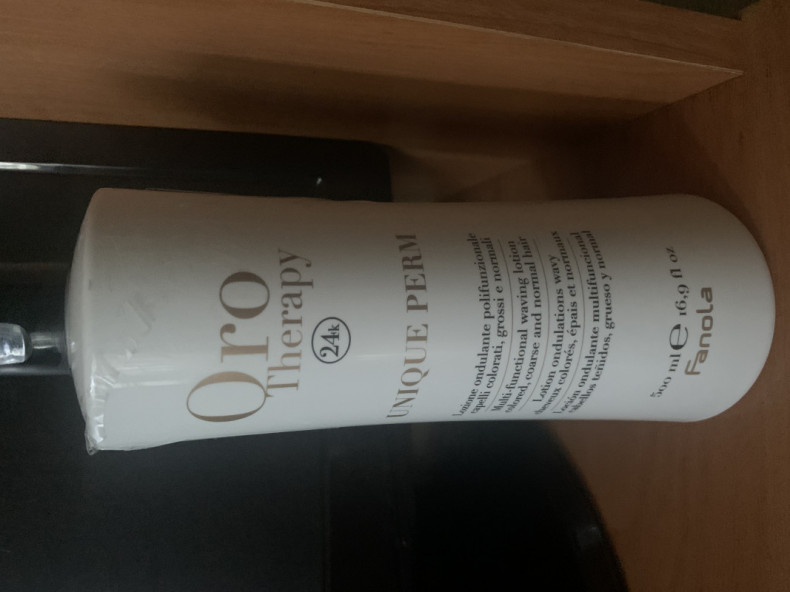 Oro
Therapy
24k
UNIQUE PERM
Lozione ondulante polifunzionale
capelli colorati, grossi e normali
Multi-functional waving lotion
colored, coarse and normal hair
Lotion ondulations wavy
cheveux colorés, épais et normaux
Loción ondulante multifuncional
cabellos teñidos, grueso y normal
500 ml e 16,9 fl oz
Fanola